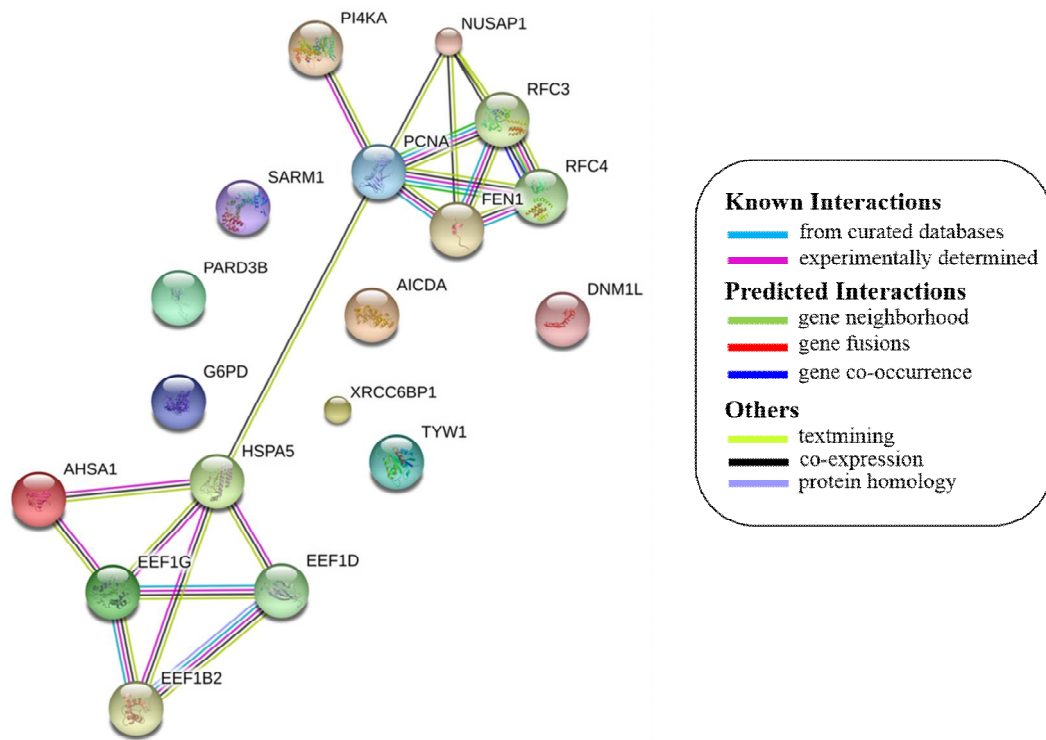 PI4KA
NUSAP1
RFC3
PCNA
RFC4
SARM1
FEN1
PARD3B
AICDA
DNM1L
G6PD
XRCC6BP1
TYW1
HSPA5
AHSA1
EEF1G
EEF1D
EEF1B2
Known Interactions
from curated databases
experimentally determined
Predicted Interactions
gene neighborhood
gene fusions
gene co-occurrence
Others
textmining
co-expression
protein homology